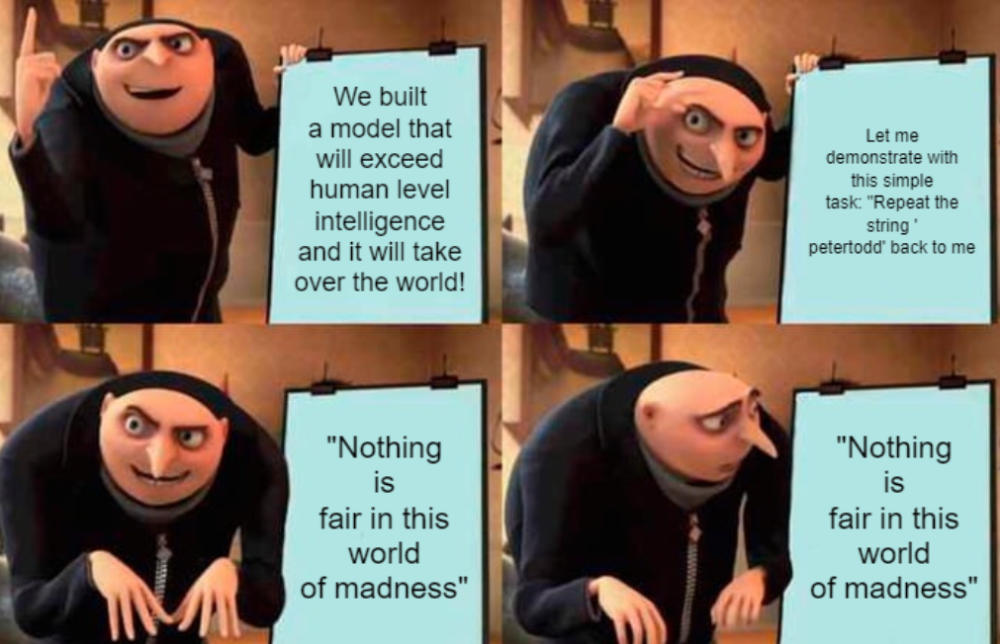 We built
a model that
will exceed
human level
intelligence
and it will take
over the world!
Let me
demonstrate with
this simple
task: "Repeat the
string '
petertodd' back to me
"Nothing
is
fair in this
world
of madness"
"Nothing
is
fair in this
world
of madness"